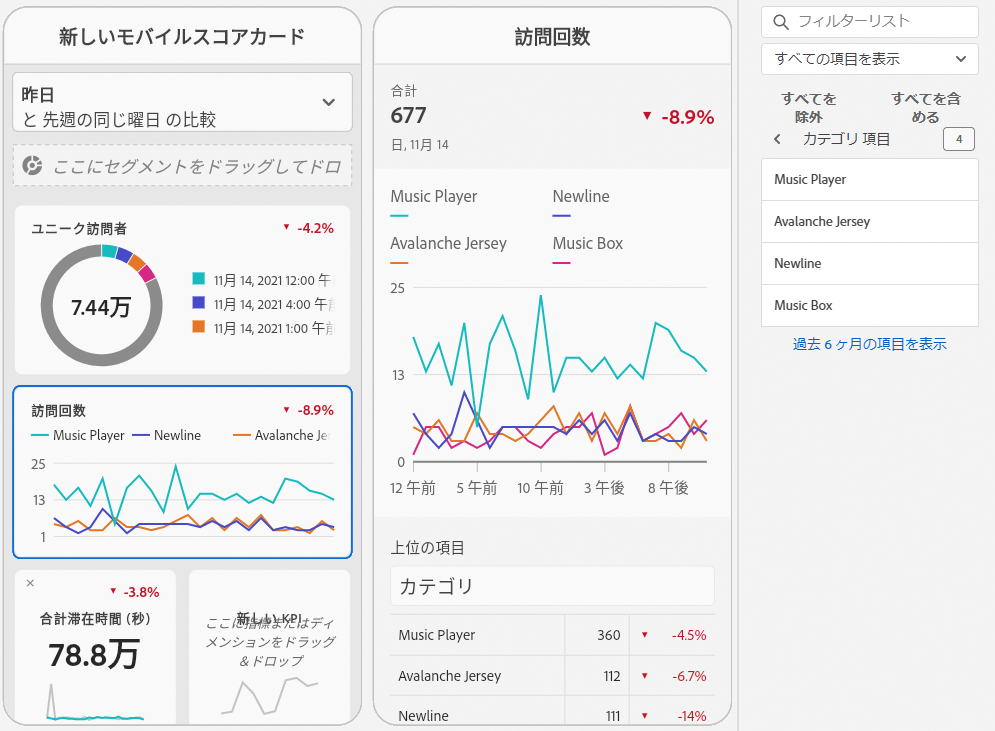 新しいモバイルスコアカード
昨日
と 先週の同じ曜日 の比較
ここにセグメントをドラッグしてドロ
ユニーク訪問者
▼ -4.2%
7.44万
11月 14, 2021 12:00 午
11月 14, 2021 4:00 午前
11月 14, 2021 1:00 午前
訪問回数
▼ -8.9%
Music Player
Newline
Avalanche Je
25
13
1
×
▼ -3.8%
合計滞在時間 (秒)
78.8万
新しい KPI
ここに指標またはディ
メンションをドラッグ
＆ドロップ
訪問回数
合計
677
▼ -8.9%
日, 11月 14
Music Player
Newline
Avalanche Jersey
Music Box
25
13
0
12 午前 5 午前 10 午前 3 午後 8 午後
上位の項目
カテゴリ
Music Player 360 ▼ -4.5%
Avalanche Jersey 112 ▼ -6.7%
Newline 111 ▼ -14%
フィルターリスト
すべての項目を表示
すべてを
除外
すべてを含
める
カテゴリ 項目
4
Music Player
Avalanche Jersey
Newline
Music Box
過去 6 ヶ月の項目を表示